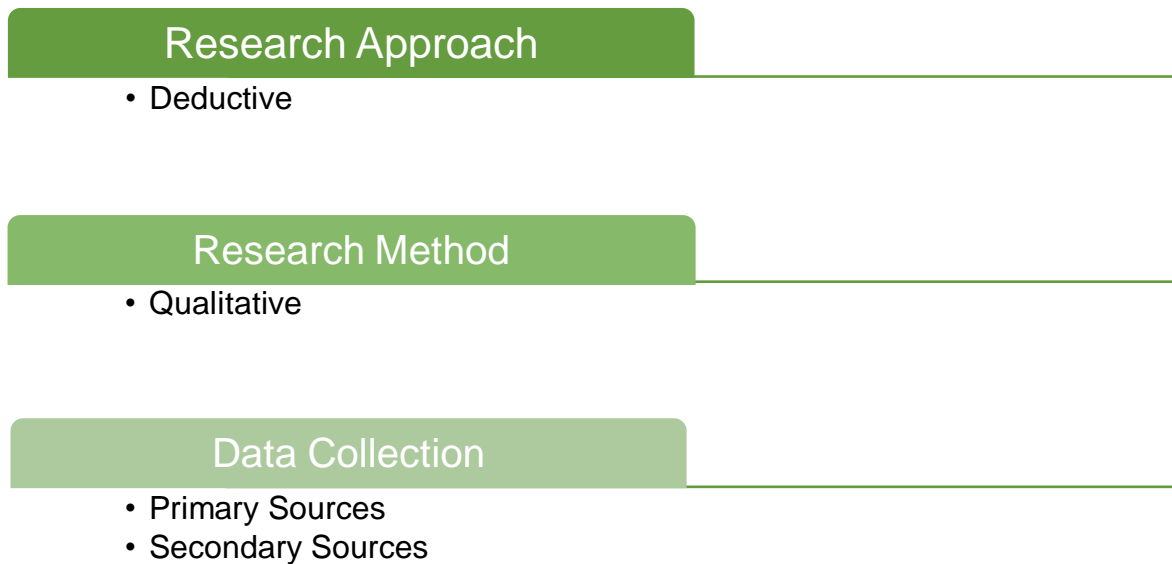 Research Approach
• Deductive
Research Method
• Qualitative
Data Collection
• Primary Sources
• Secondary Sources